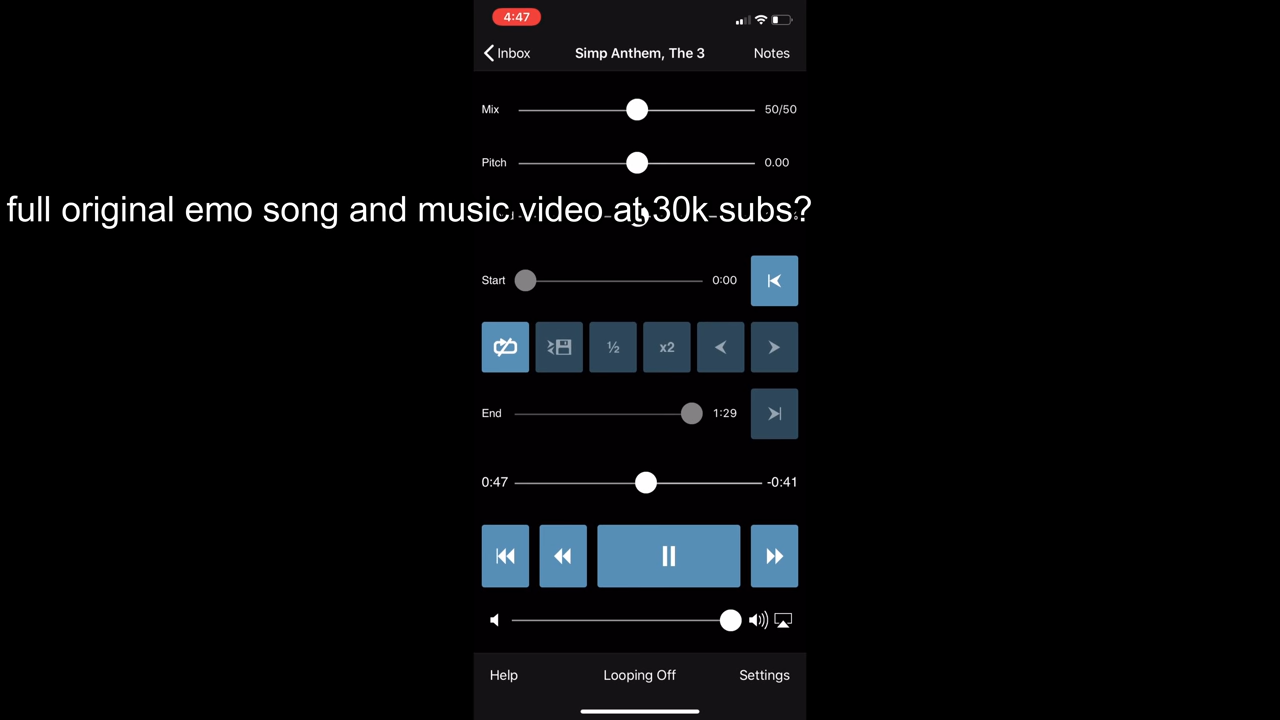 4:47
Inbox Simp Anthem, The 3 Notes
Mix 50/50
Pitch 0.00
full original emo song and music video at 30k subs?
Start 0:00
½ x2
End 1:29
0:47 -0:41
Help Looping Off Settings